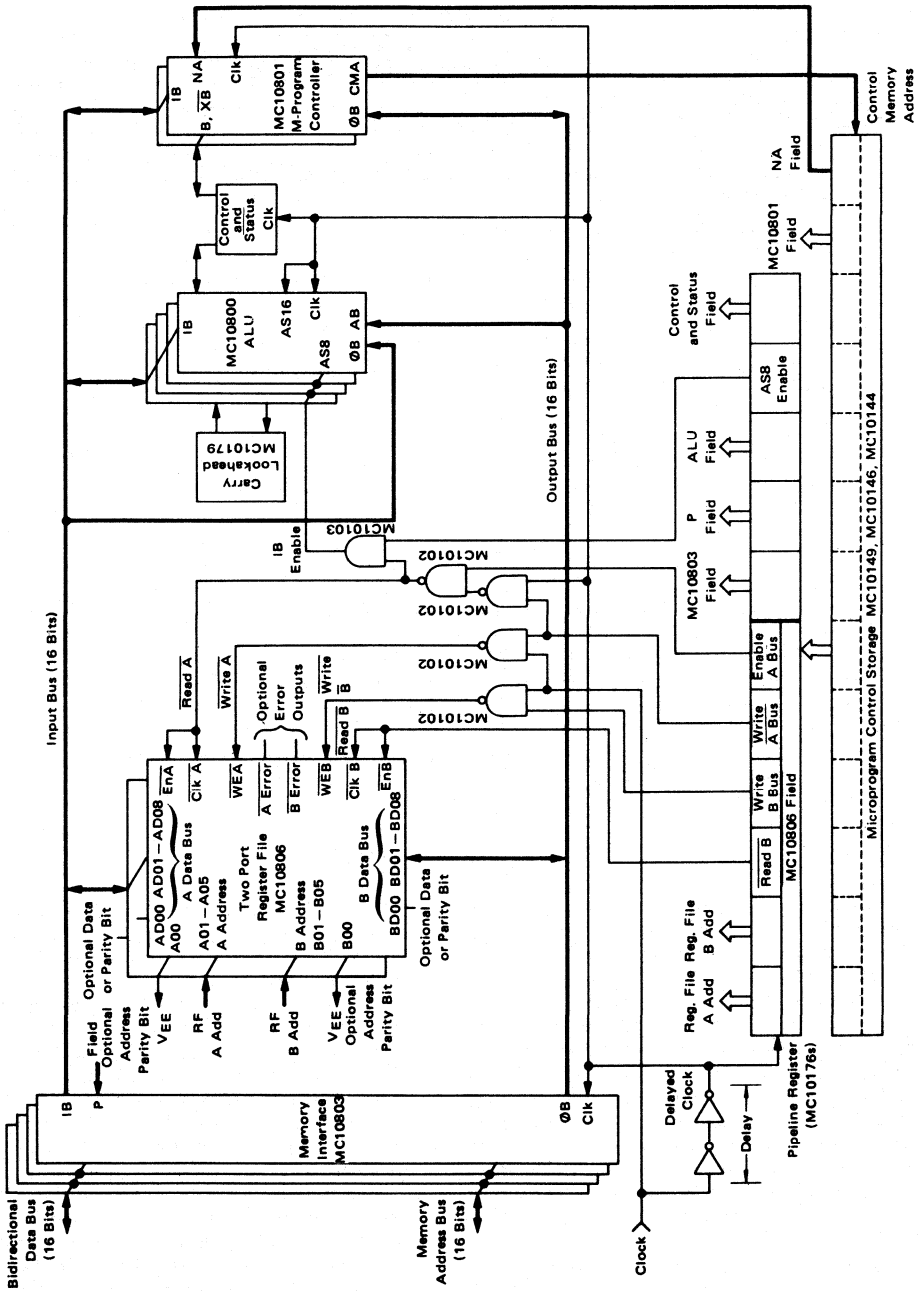 Bidirectional
Data Bus
(16 Bits)
Memory
Address Bus
(16 Bits)
Memory
Interface
MC10803
IB
P
ØB
Clk
Clock
Delay
Delayed
Clock
Pipeline Register
(MC10176s)
Input Bus (16 Bits)
Output Bus (16 Bits)
Field
Optional
Address
Parity Bit
Optional Data
or Parity Bit
VEE
RF
A Add
RF
B Add
VEE
Optional
Address
Parity Bit
AD00 AD01–AD08
A Data Bus
A00
A01–A05
A Address
Two Port
Register File
MC10806
B Address
B01–B05
B00
B Data Bus
BD00 BD01–BD08
Optional Data
or Parity Bit
EnA
Clk A
WEA
A Error
B Error
WEB
Clk B
EnB
Read A
Write A
Optional
Error
Outputs
Write
B
Read B
MC10102
MC10102
MC10102
MC10102
MC10103
IB
Enable
Carry
Lookahead
MC10179
IB
MC10800
ALU
AS16
Clk
AS8
ØB AB
Control
and
Status
Clk
IB
NA
B, XB
Clk
MC10801
M-Program
Controller
ØB CMA
Reg. File
A Add
Reg. File
B Add
Read B
Write
B Bus
Write
A Bus
Enable
A Bus
MC10806 Field
MC10803
Field
P
Field
ALU
Field
AS8
Enable
Control
and Status
Field
MC10801
Field
NA
Field
Control
Memory
Address
Microprogram Control Storage MC10149, MC10146, MC10144